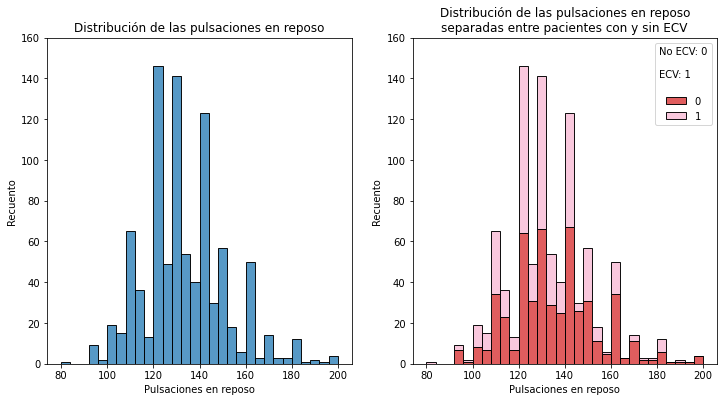 Distribución de las pulsaciones en reposo
160
140
120
100
80
60
40
20
0
Recuento
80 100 120 140 160 180 200
Pulsaciones en reposo
Distribución de las pulsaciones en reposo
separadas entre pacientes con y sin ECV
160
140
120
100
80
60
40
20
0
Recuento
No ECV: 0
ECV: 1
0
1
80 100 120 140 160 180 200
Pulsaciones en reposo